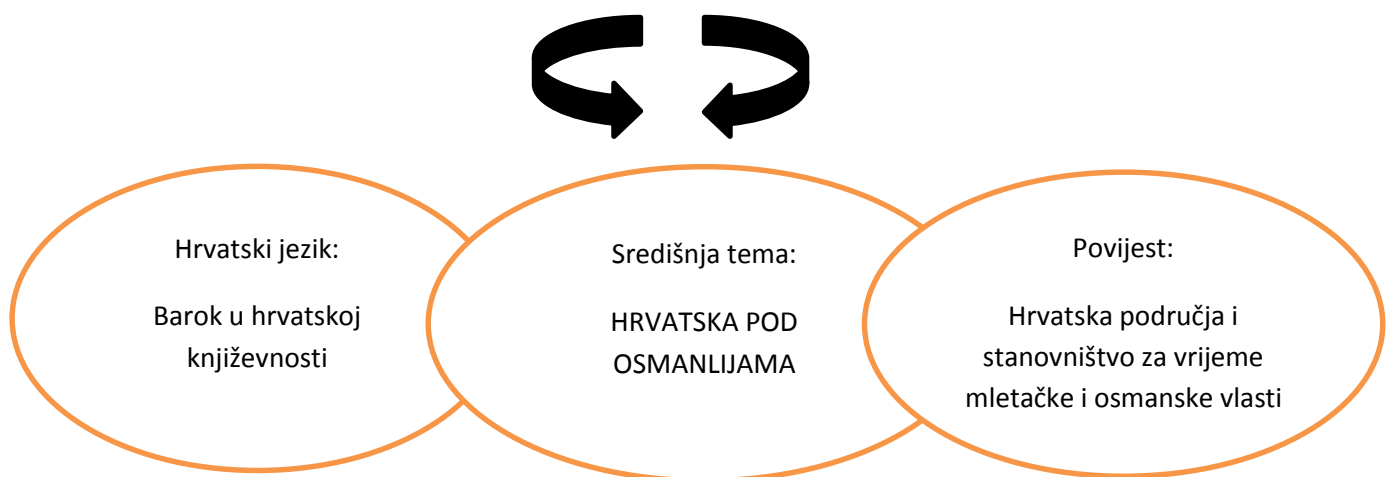 Hrvatski jezik:
Barok u hrvatskoj
književnosti
Središnja tema:
HRVATSKA POD
OSMANLIJAMA
Povijest:
Hrvatska područja i
stanovništvo za vrijeme
mletačke i osmanske vlasti